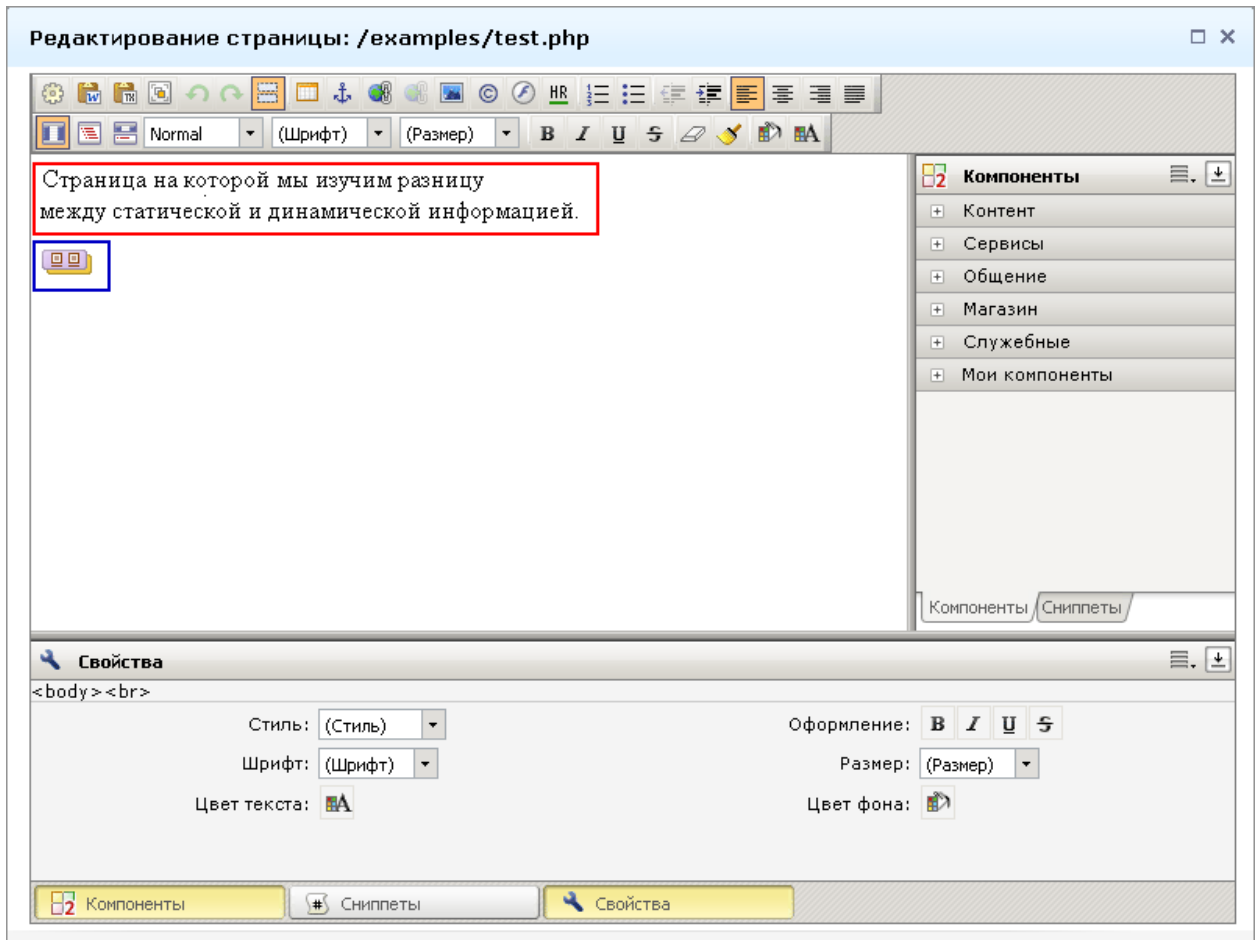 Редактирование страницы: /examples/test.php
HR
Normal (Шрифт) (Размер) B I U S A
Страница на которой мы изучим разницу
между статической и динамической информацией.
Компоненты
Контент
Сервисы
Общение
Магазин
Служебные
Мои компоненты
Компоненты Сниппеты
Свойства
<body><br>
Стиль: (Стиль) Оформление: B I U S
Шрифт: (Шрифт) Размер: (Размер)
Цвет текста: A Цвет фона:
Компоненты Сниппеты Свойства